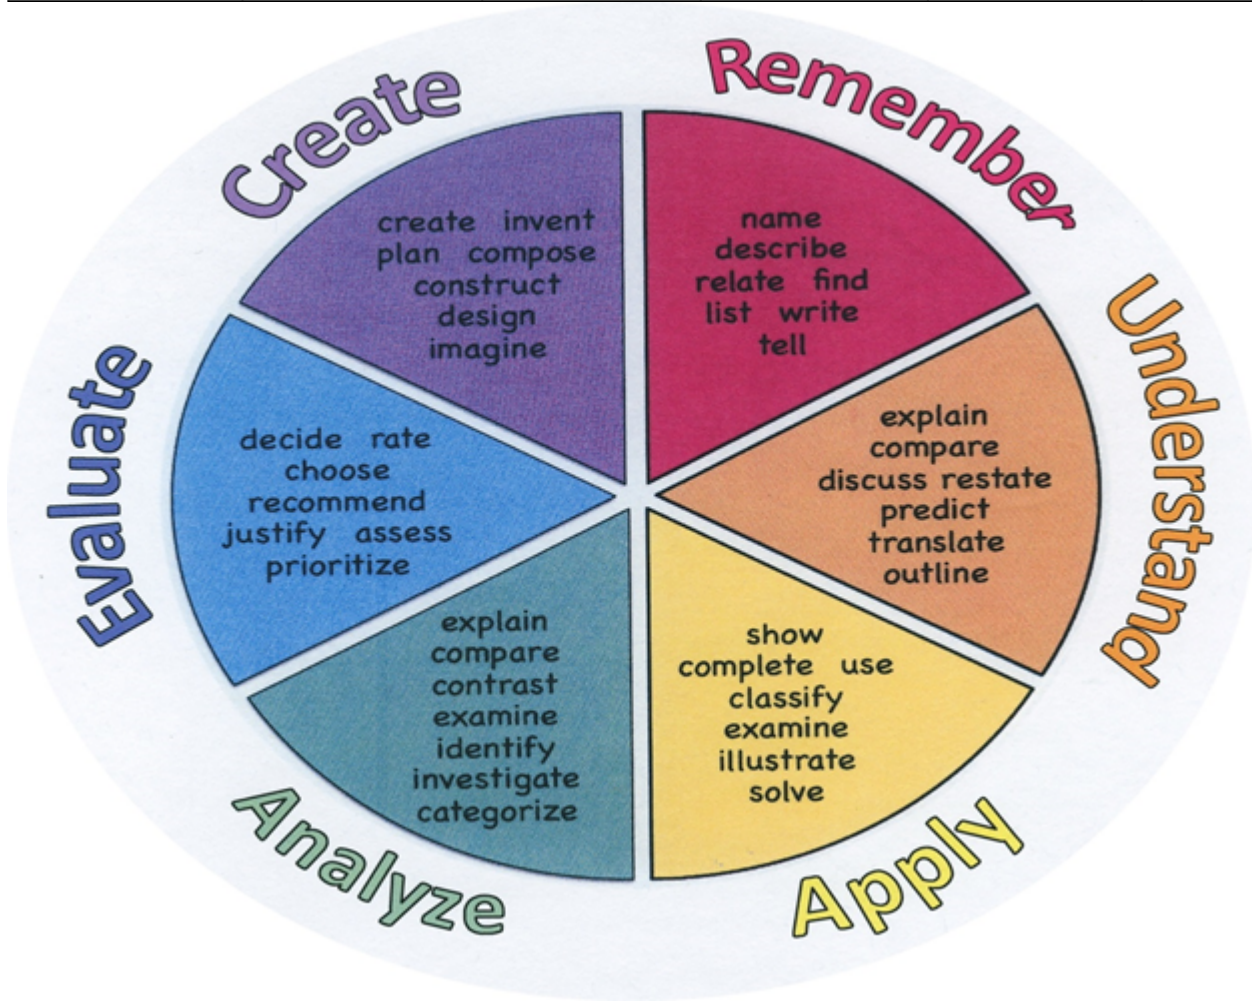 Remember
name
describe
relate find
list write
tell
Understand
explain
compare
discuss restate
predict
translate
outline
Apply
show
complete use
classify
examine
illustrate
solve
Analyze
explain
compare
contrast
examine
identify
investigate
categorize
Evaluate
decide rate
choose
recommend
justify assess
prioritize
Create
create invent
plan compose
construct
design
imagine